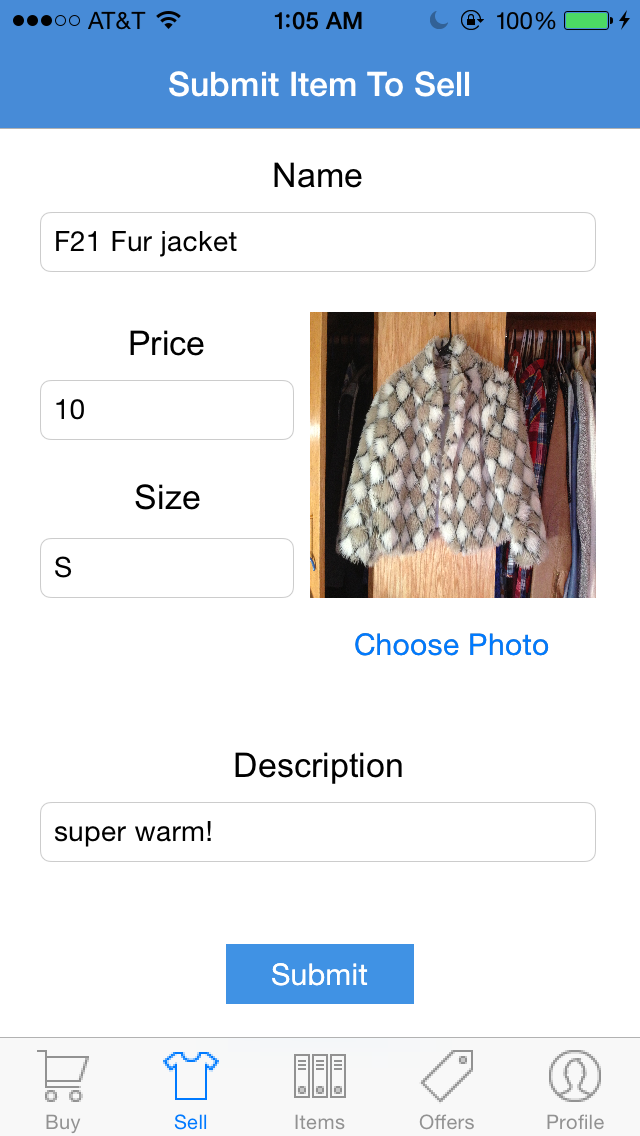 AT&T 1:05 AM 100%
Submit Item To Sell
Name
F21 Fur jacket
Price
10
Size
S
Choose Photo
Description
super warm!
Submit
Buy Sell Items Offers Profile